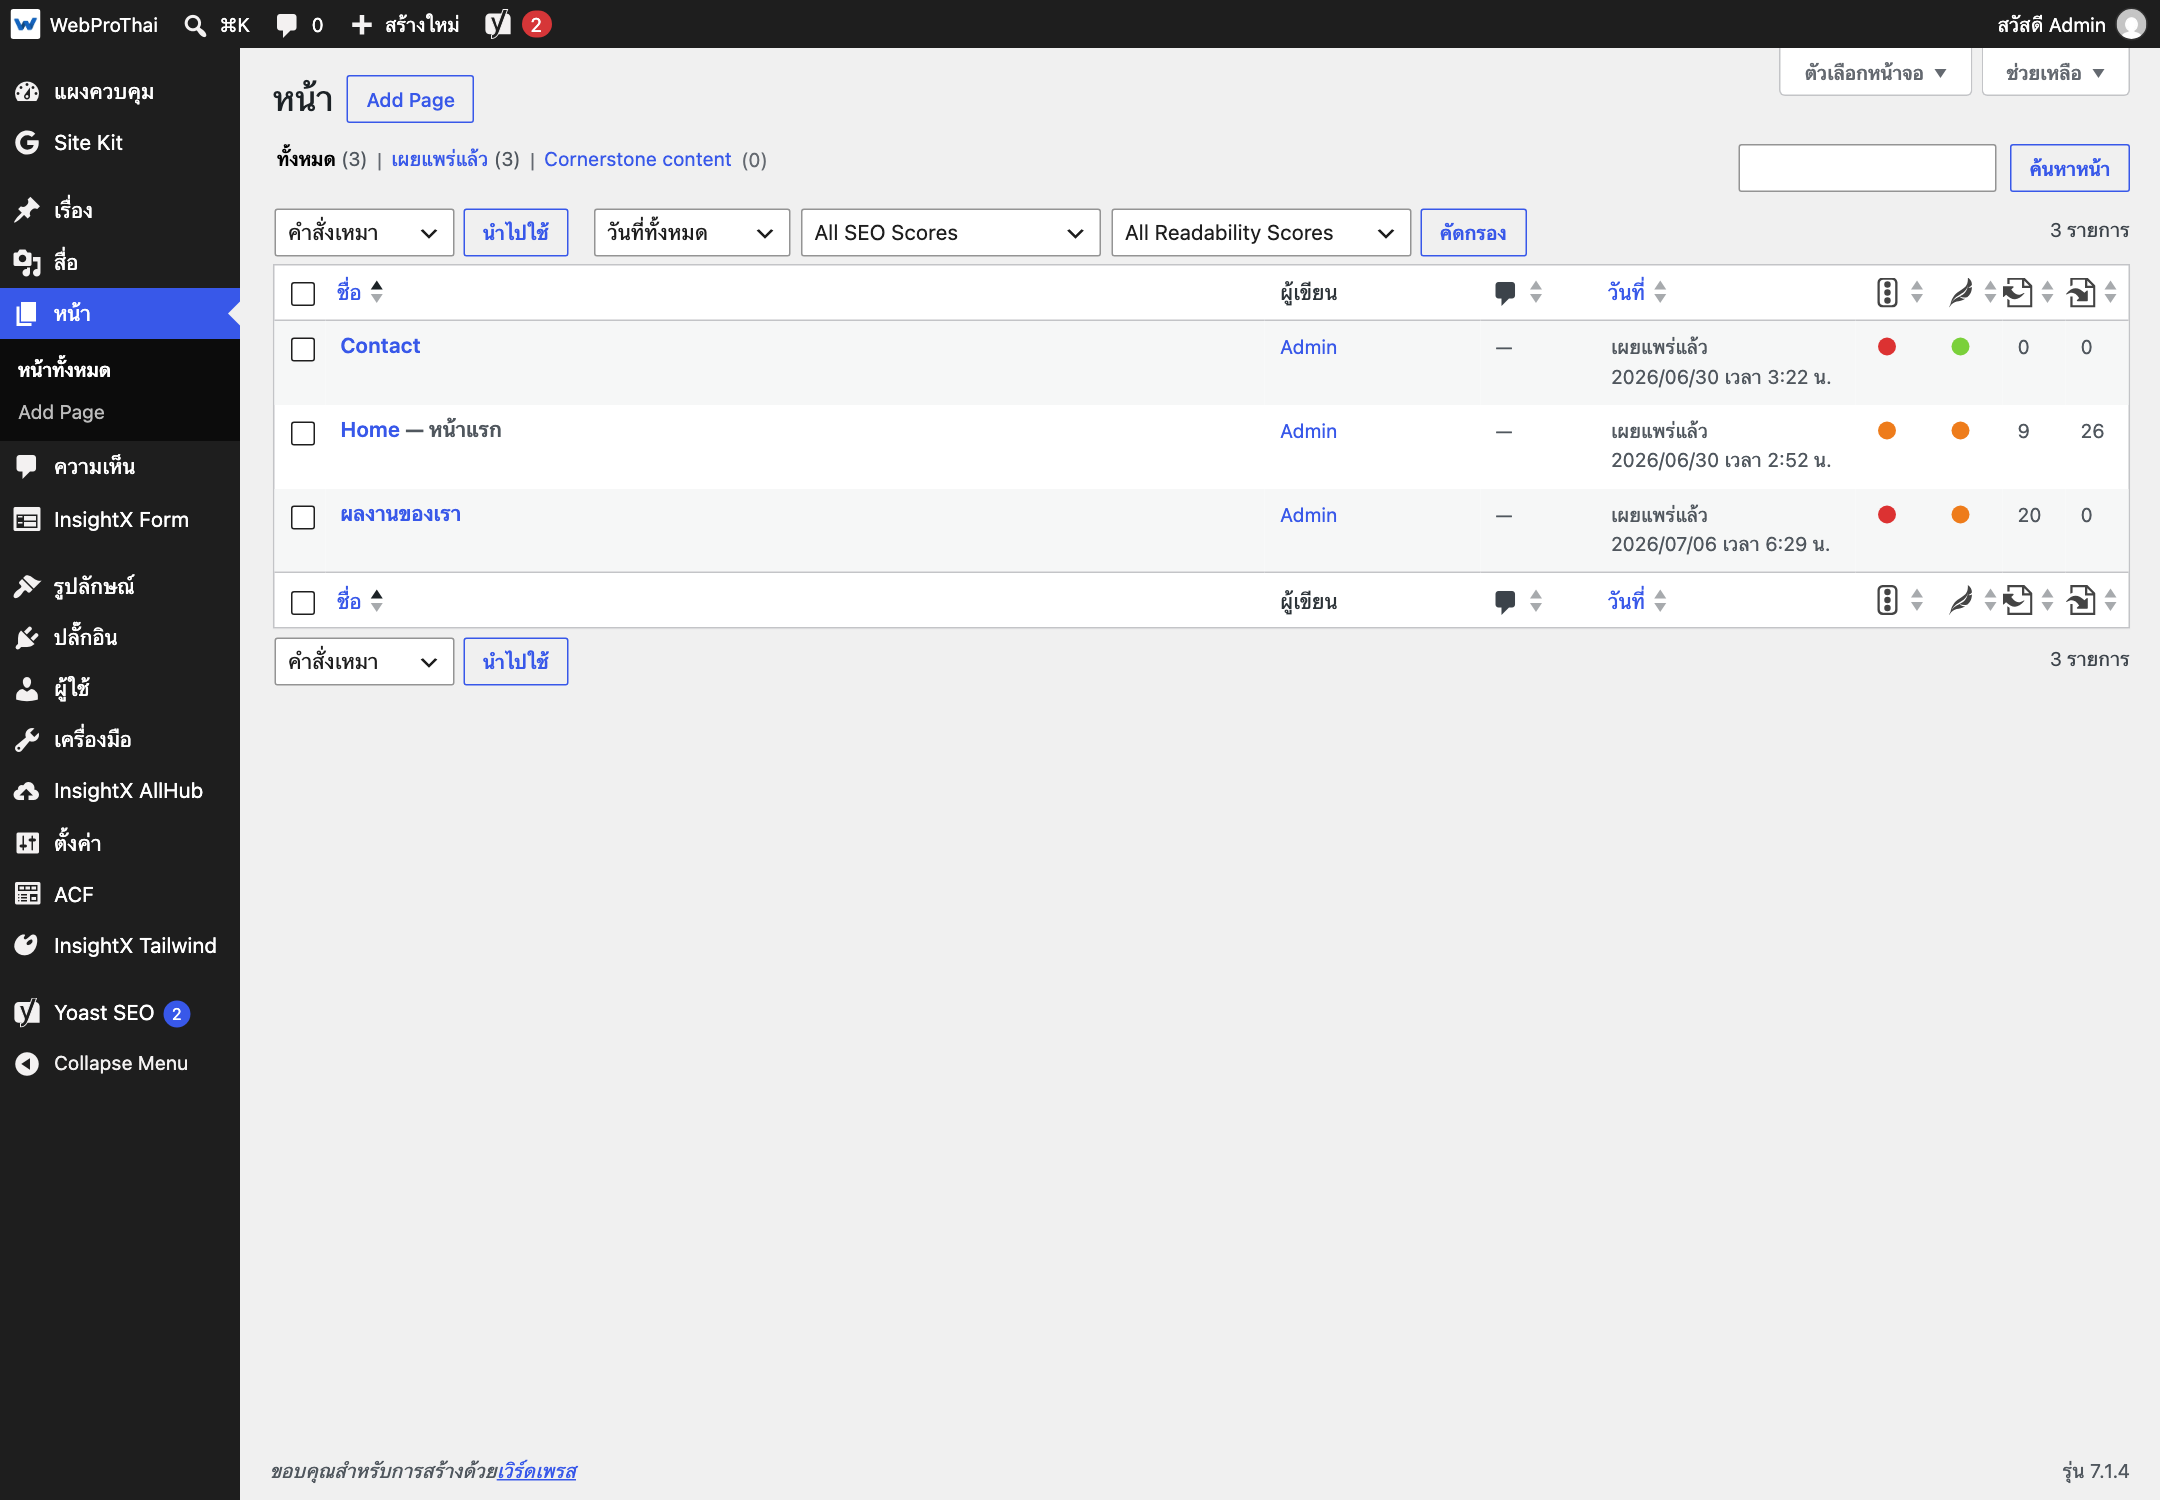 WebProThai ⌘K 0 สร้างใหม่ 2 สวัสดี Admin
แผงควบคุม
Site Kit
เรื่อง
สื่อ
หน้า
หน้าทั้งหมด
Add Page
ความเห็น
InsightX Form
รูปลักษณ์
ปลั๊กอิน
ผู้ใช้
เครื่องมือ
InsightX AllHub
ตั้งค่า
ACF
InsightX Tailwind
Yoast SEO 2
Collapse Menu
ตัวเลือกหน้าจอ ช่วยเหลือ
หน้า Add Page
ทั้งหมด (3) | เผยแพร่แล้ว (3) | Cornerstone content (0)
ค้นหาหน้า
คำสั่งเหมา นำไปใช้ วันที่ทั้งหมด All SEO Scores All Readability Scores คัดกรอง 3 รายการ
ชื่อ ผู้เขียน วันที่
Contact Admin — เผยแพร่แล้ว 0 0
2026/06/30 เวลา 3:22 น.
Home — หน้าแรก Admin — เผยแพร่แล้ว 9 26
2026/06/30 เวลา 2:52 น.
ผลงานของเรา Admin — เผยแพร่แล้ว 20 0
2026/07/06 เวลา 6:29 น.
ชื่อ ผู้เขียน วันที่
คำสั่งเหมา นำไปใช้ 3 รายการ
ขอบคุณสำหรับการสร้างด้วยเวิร์ดเพรส รุ่น 7.1.4